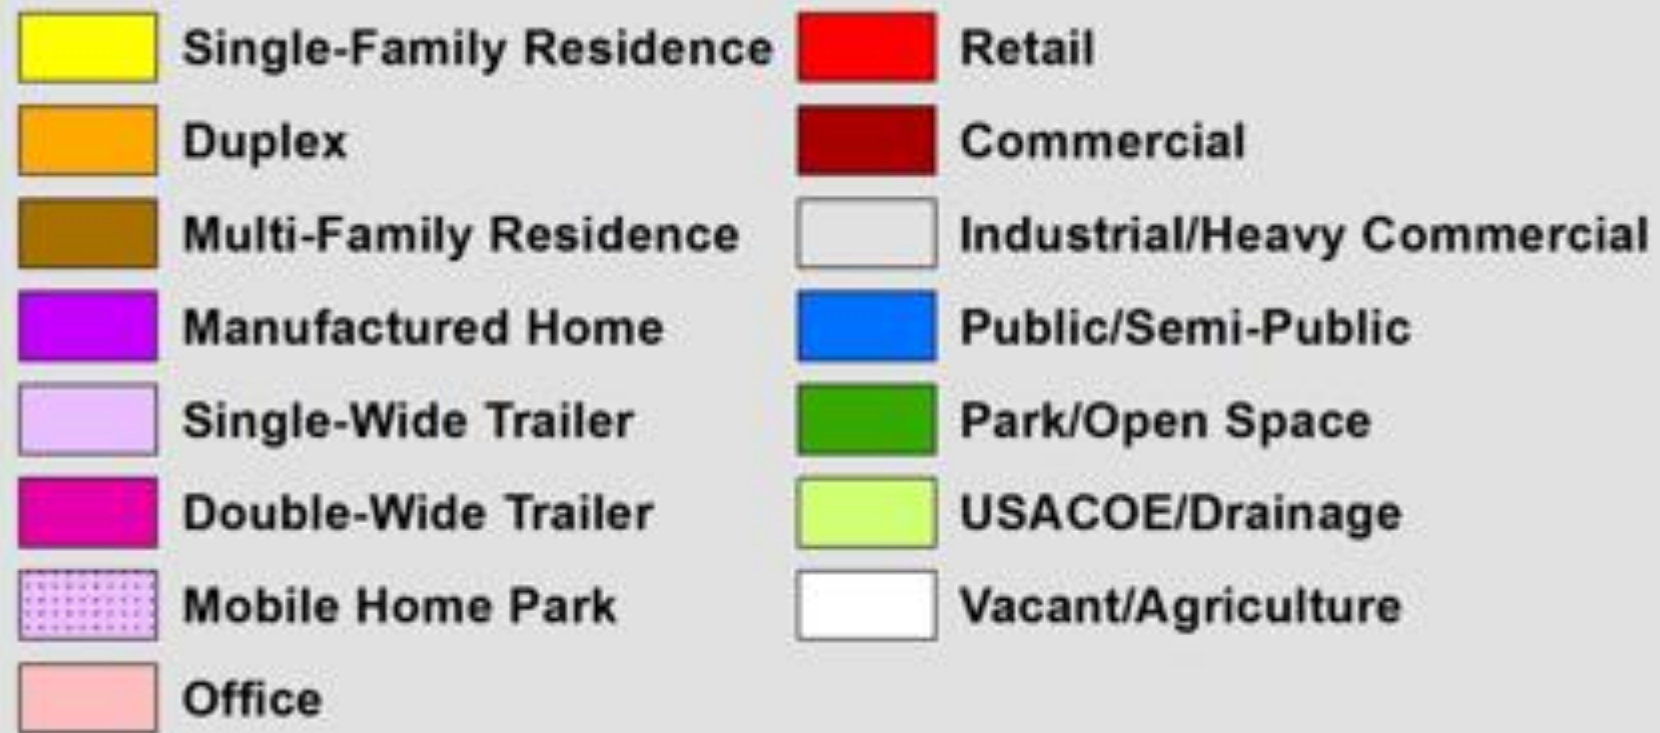 Single-Family Residence
Duplex
Multi-Family Residence
Manufactured Home
Single-Wide Trailer
Double-Wide Trailer
Mobile Home Park
Office
Retail
Commercial
Industrial/Heavy Commercial
Public/Semi-Public
Park/Open Space
USACOE/Drainage
Vacant/Agriculture